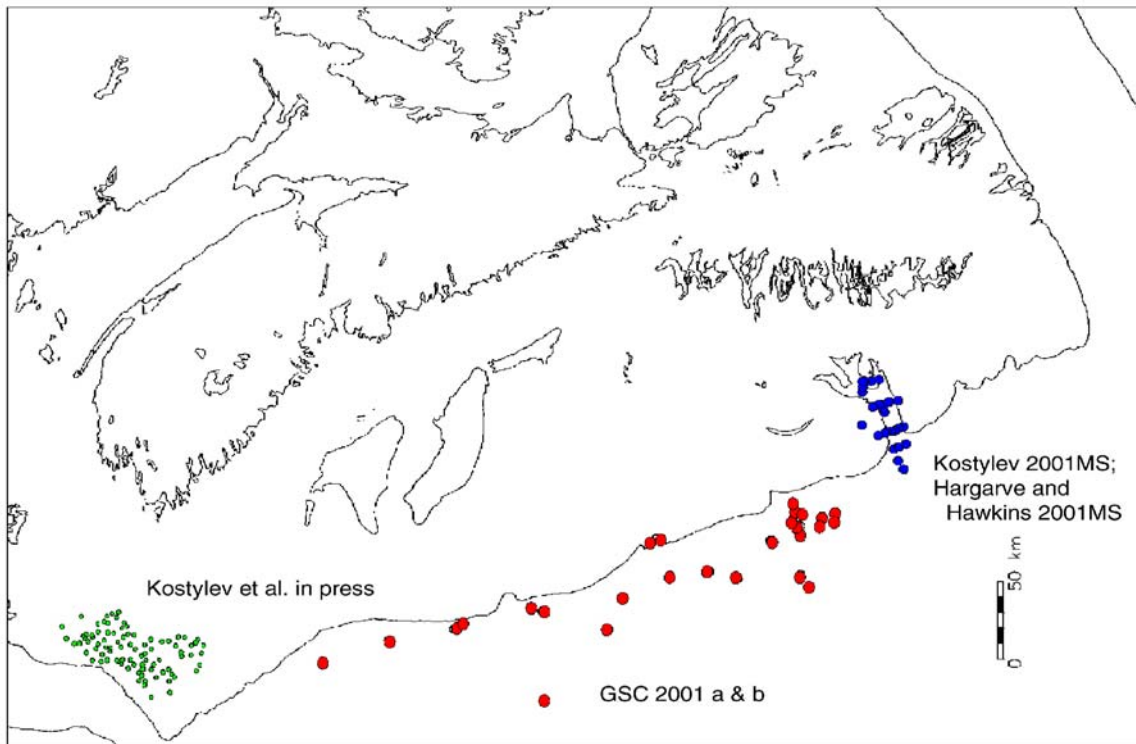 Kostylev 2001MS;
Hargarve and
Hawkins 2001MS
50 km
0
Kostylev et al. in press
GSC 2001 a & b